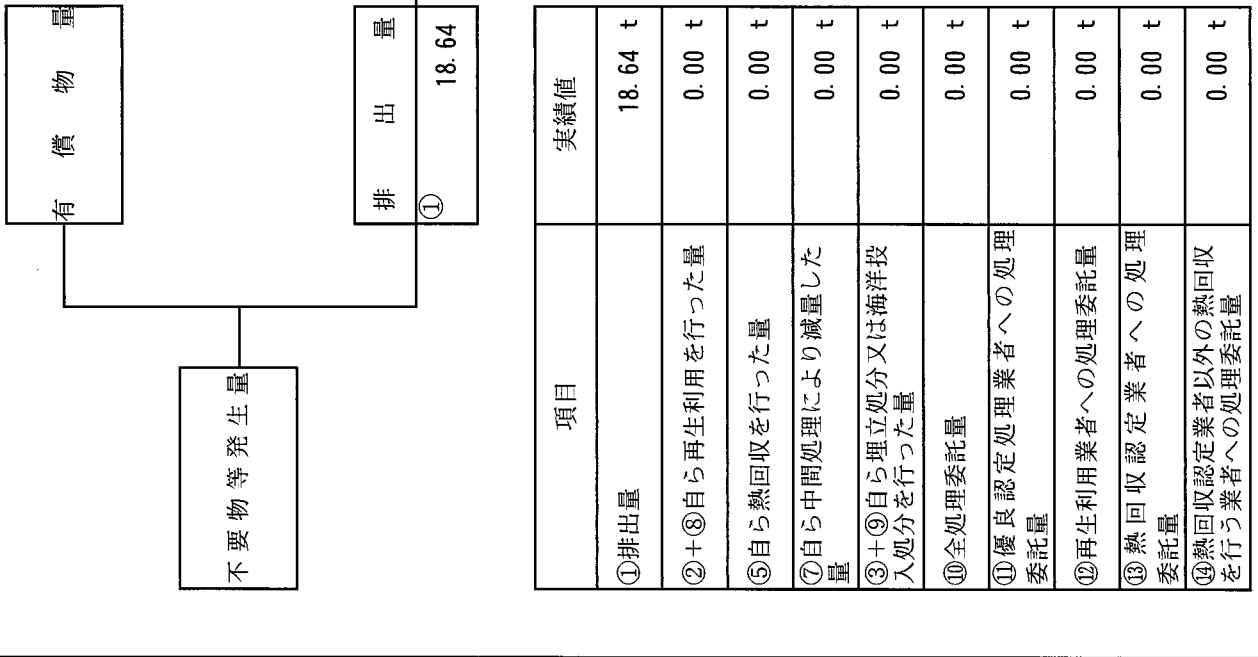 有償物量
不要物等発生量
排出量
①
18.64
項目 実績値
①排出量 18.64 t
②+⑧自ら再生利用を行った量 0.00 t
⑤自ら熱回収を行った量 0.00 t
⑦自ら中間処理により減量した
量 0.00 t
③+⑨自ら埋立処分又は海洋投
入処分を行った量 0.00 t
⑩全処理委託量 0.00 t
⑪優良認定処理業者への処理
委託量 0.00 t
⑫再生利用業者への処理委託量 0.00 t
⑬熱回収認定業者への処理
委託量 0.00 t
⑭熱回収認定業者以外の熱回収
を行う業者への処理委託量 0.00 t